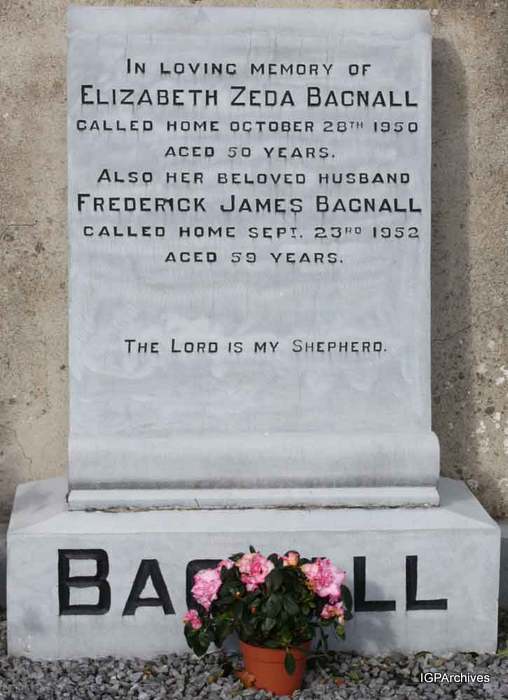 In loving memory of
Elizabeth Zeda Bagnall
called home October 28th 1950
aged 50 years.
Also her beloved husband
Frederick James Bagnall
called home Sept. 23rd 1952
aged 59 years.
The Lord is my Shepherd.
Bagnall
IGPArchives